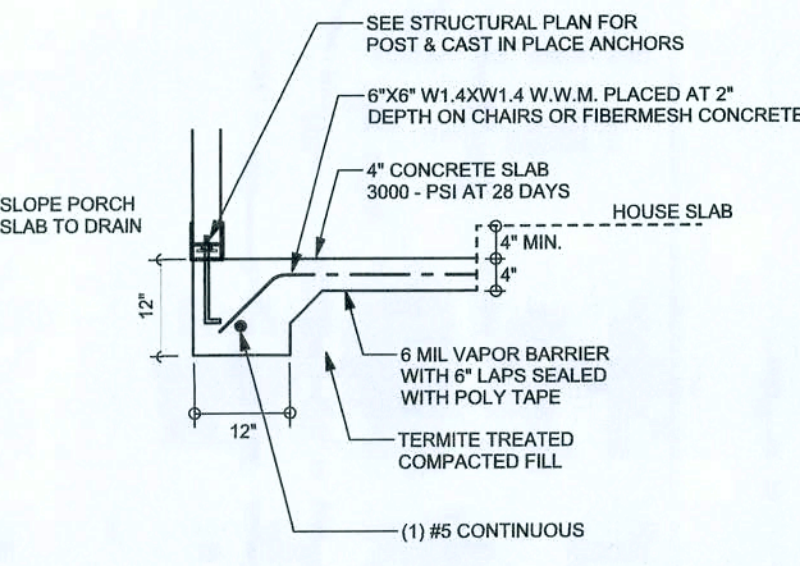 SEE STRUCTURAL PLAN FOR
POST & CAST IN PLACE ANCHORS
6"X6" W1.4XW1.4 W.W.M. PLACED AT 2"
DEPTH ON CHAIRS OR FIBERMESH CONCRETE
4" CONCRETE SLAB
3000 - PSI AT 28 DAYS
SLOPE PORCH
SLAB TO DRAIN
HOUSE SLAB
4" MIN.
4"
12"
6 MIL VAPOR BARRIER
WITH 6" LAPS SEALED
WITH POLY TAPE
12"
TERMITE TREATED
COMPACTED FILL
(1) #5 CONTINUOUS